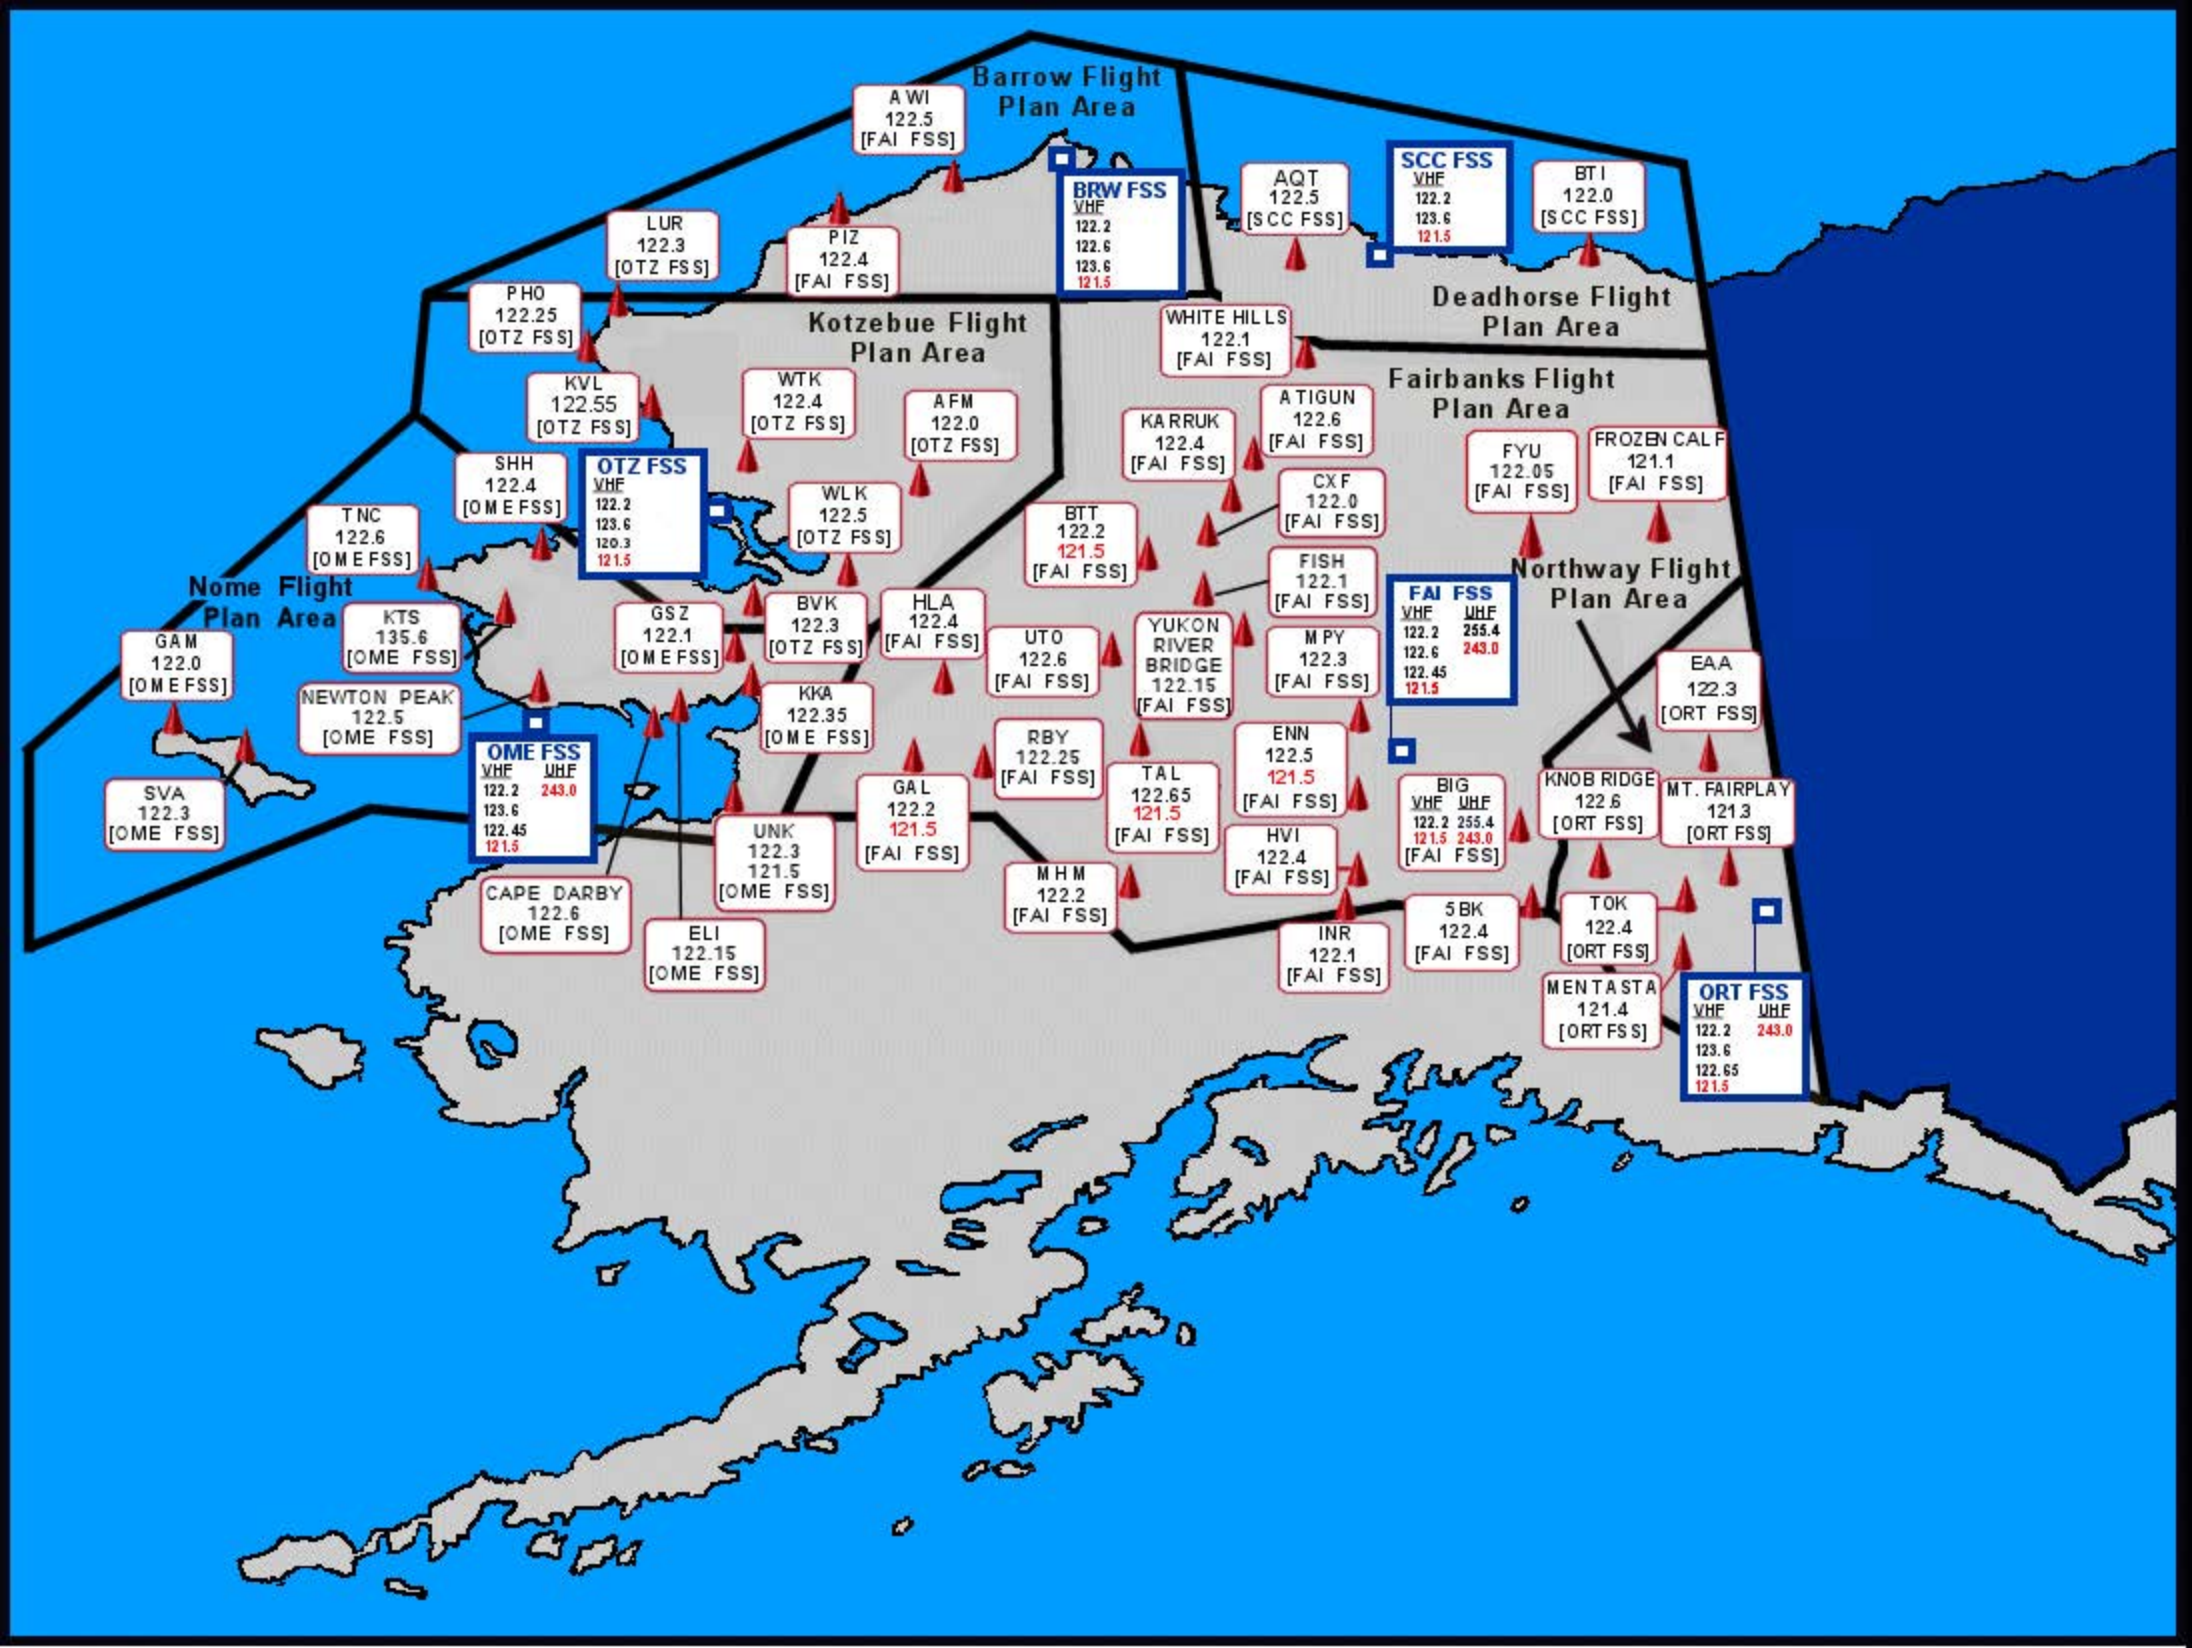 Barrow Flight
Plan Area
AWI
122.5
[FAI FSS]
BRW FSS
VHF
122.2
122.6
123.6
121.5
AQT
122.5
[SCC FSS]
SCC FSS
VHF
122.2
123.6
121.5
BTI
122.0
[SCC FSS]
LUR
122.3
[OTZ FSS]
PIZ
122.4
[FAI FSS]
PHO
122.25
[OTZ FSS]
Kotzebue Flight
Plan Area
Deadhorse Flight
Plan Area
WHITE HILLS
122.1
[FAI FSS]
Fairbanks Flight
Plan Area
KVL
122.55
[OTZ FSS]
WTK
122.4
[OTZ FSS]
AFM
122.0
[OTZ FSS]
KARRUK
122.4
[FAI FSS]
ATIGUN
122.6
[FAI FSS]
FYU
122.05
[FAI FSS]
FROZEN CALF
121.1
[FAI FSS]
SHH
122.4
[OME FSS]
OTZ FSS
VHF
122.2
123.6
120.3
121.5
WLK
122.5
[OTZ FSS]
CXF
122.0
[FAI FSS]
TNC
122.6
[OME FSS]
BTT
122.2
121.5
[FAI FSS]
FISH
122.1
[FAI FSS]
Northway Flight
Plan Area
Nome Flight
Plan Area
KTS
135.6
[OME FSS]
GSZ
122.1
[OME FSS]
BVK
122.3
[OTZ FSS]
HLA
122.4
[FAI FSS]
UTO
122.6
[FAI FSS]
YUKON
RIVER
BRIDGE
122.15
[FAI FSS]
MPY
122.3
[FAI FSS]
FAI FSS
VHF UHF
122.2 255.4
122.6 243.0
122.45
121.5
GAM
122.0
[OME FSS]
EAA
122.3
[ORT FSS]
NEWTON PEAK
122.5
[OME FSS]
KKA
122.35
[OME FSS]
RBY
122.25
[FAI FSS]
ENN
122.5
121.5
[FAI FSS]
OME FSS
VHF UHF
122.2 243.0
123.6
122.45
121.5
SVA
122.3
[OME FSS]
GAL
122.2
121.5
[FAI FSS]
TAL
122.65
121.5
[FAI FSS]
BIG
VHF UHF
122.2 255.4
121.5 243.0
[FAI FSS]
KNOB RIDGE
122.6
[ORT FSS]
MT. FAIRPLAY
121.3
[ORT FSS]
UNK
122.3
121.5
[OME FSS]
HVI
122.4
[FAI FSS]
MHM
122.2
[FAI FSS]
CAPE DARBY
122.6
[OME FSS]
ELI
122.15
[OME FSS]
INR
122.1
[FAI FSS]
5BK
122.4
[FAI FSS]
TOK
122.4
[ORT FSS]
MENTASTA
121.4
[ORT FSS]
ORT FSS
VHF UHF
122.2 243.0
123.6
122.65
121.5